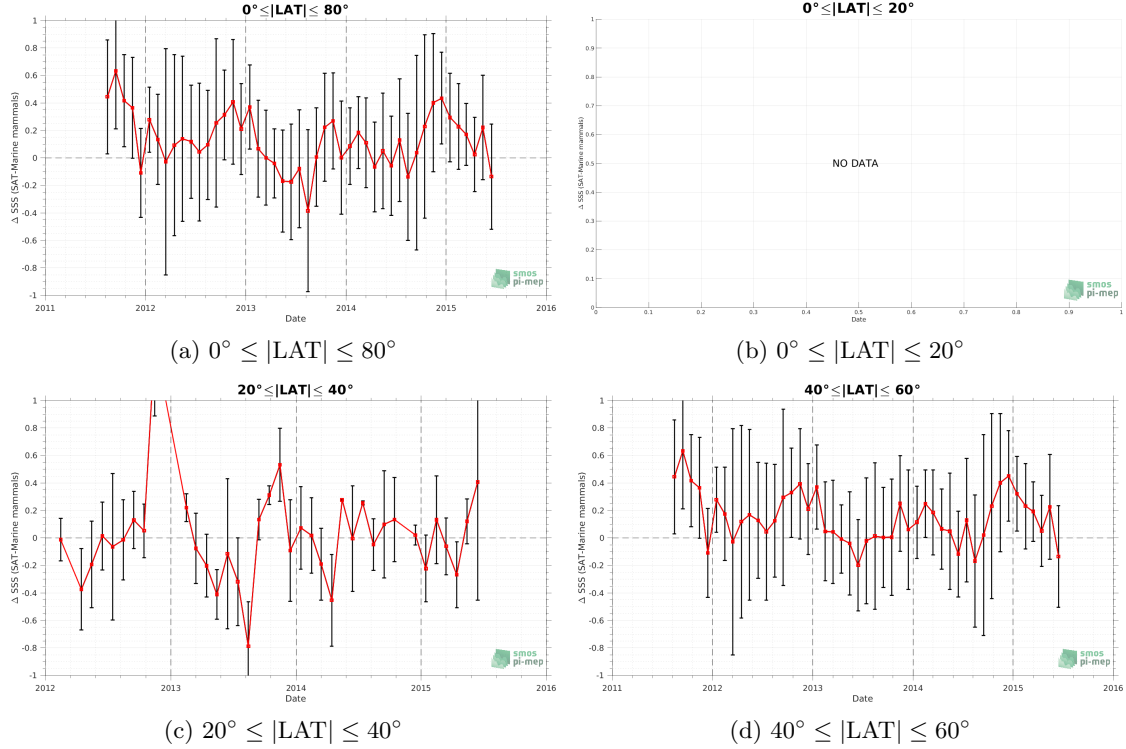 0°≤|LAT|≤ 80°
1
0.8
0.6
0.4
0.2
0
-0.2
-0.4
-0.6
-0.8
-1
Δ SSS (SAT-Marine mammals)
2011 2012 2013 2014 2015 2016
Date
smos
pi-mep
(a) 0° ≤ |LAT| ≤ 80°
0°≤|LAT|≤ 20°
1
0.9
0.8
0.7
0.6
0.5
0.4
0.3
0.2
0.1
0
Δ SSS (SAT-Marine mammals)
NO DATA
0 0.1 0.2 0.3 0.4 0.5 0.6 0.7 0.8 0.9 1
Date
smos
pi-mep
(b) 0° ≤ |LAT| ≤ 20°
20°≤|LAT|≤ 40°
1
0.8
0.6
0.4
0.2
0
-0.2
-0.4
-0.6
-0.8
-1
Δ SSS (SAT-Marine mammals)
2012 2013 2014 2015 2016
Date
smos
pi-mep
(c) 20° ≤ |LAT| ≤ 40°
40°≤|LAT|≤ 60°
1
0.8
0.6
0.4
0.2
0
-0.2
-0.4
-0.6
-0.8
-1
Δ SSS (SAT-Marine mammals)
2011 2012 2013 2014 2015 2016
Date
smos
pi-mep
(d) 40° ≤ |LAT| ≤ 60°